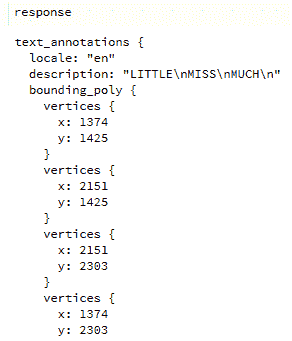 response
text_annotations {
  locale: "en"
  description: "LITTLE\nMISS\nMUCH\n"
  bounding_poly {
    vertices {
      x: 1374
      y: 1425
    }
    vertices {
      x: 2151
      y: 1425
    }
    vertices {
      x: 2151
      y: 2303
    }
    vertices {
      x: 1374
      y: 2303